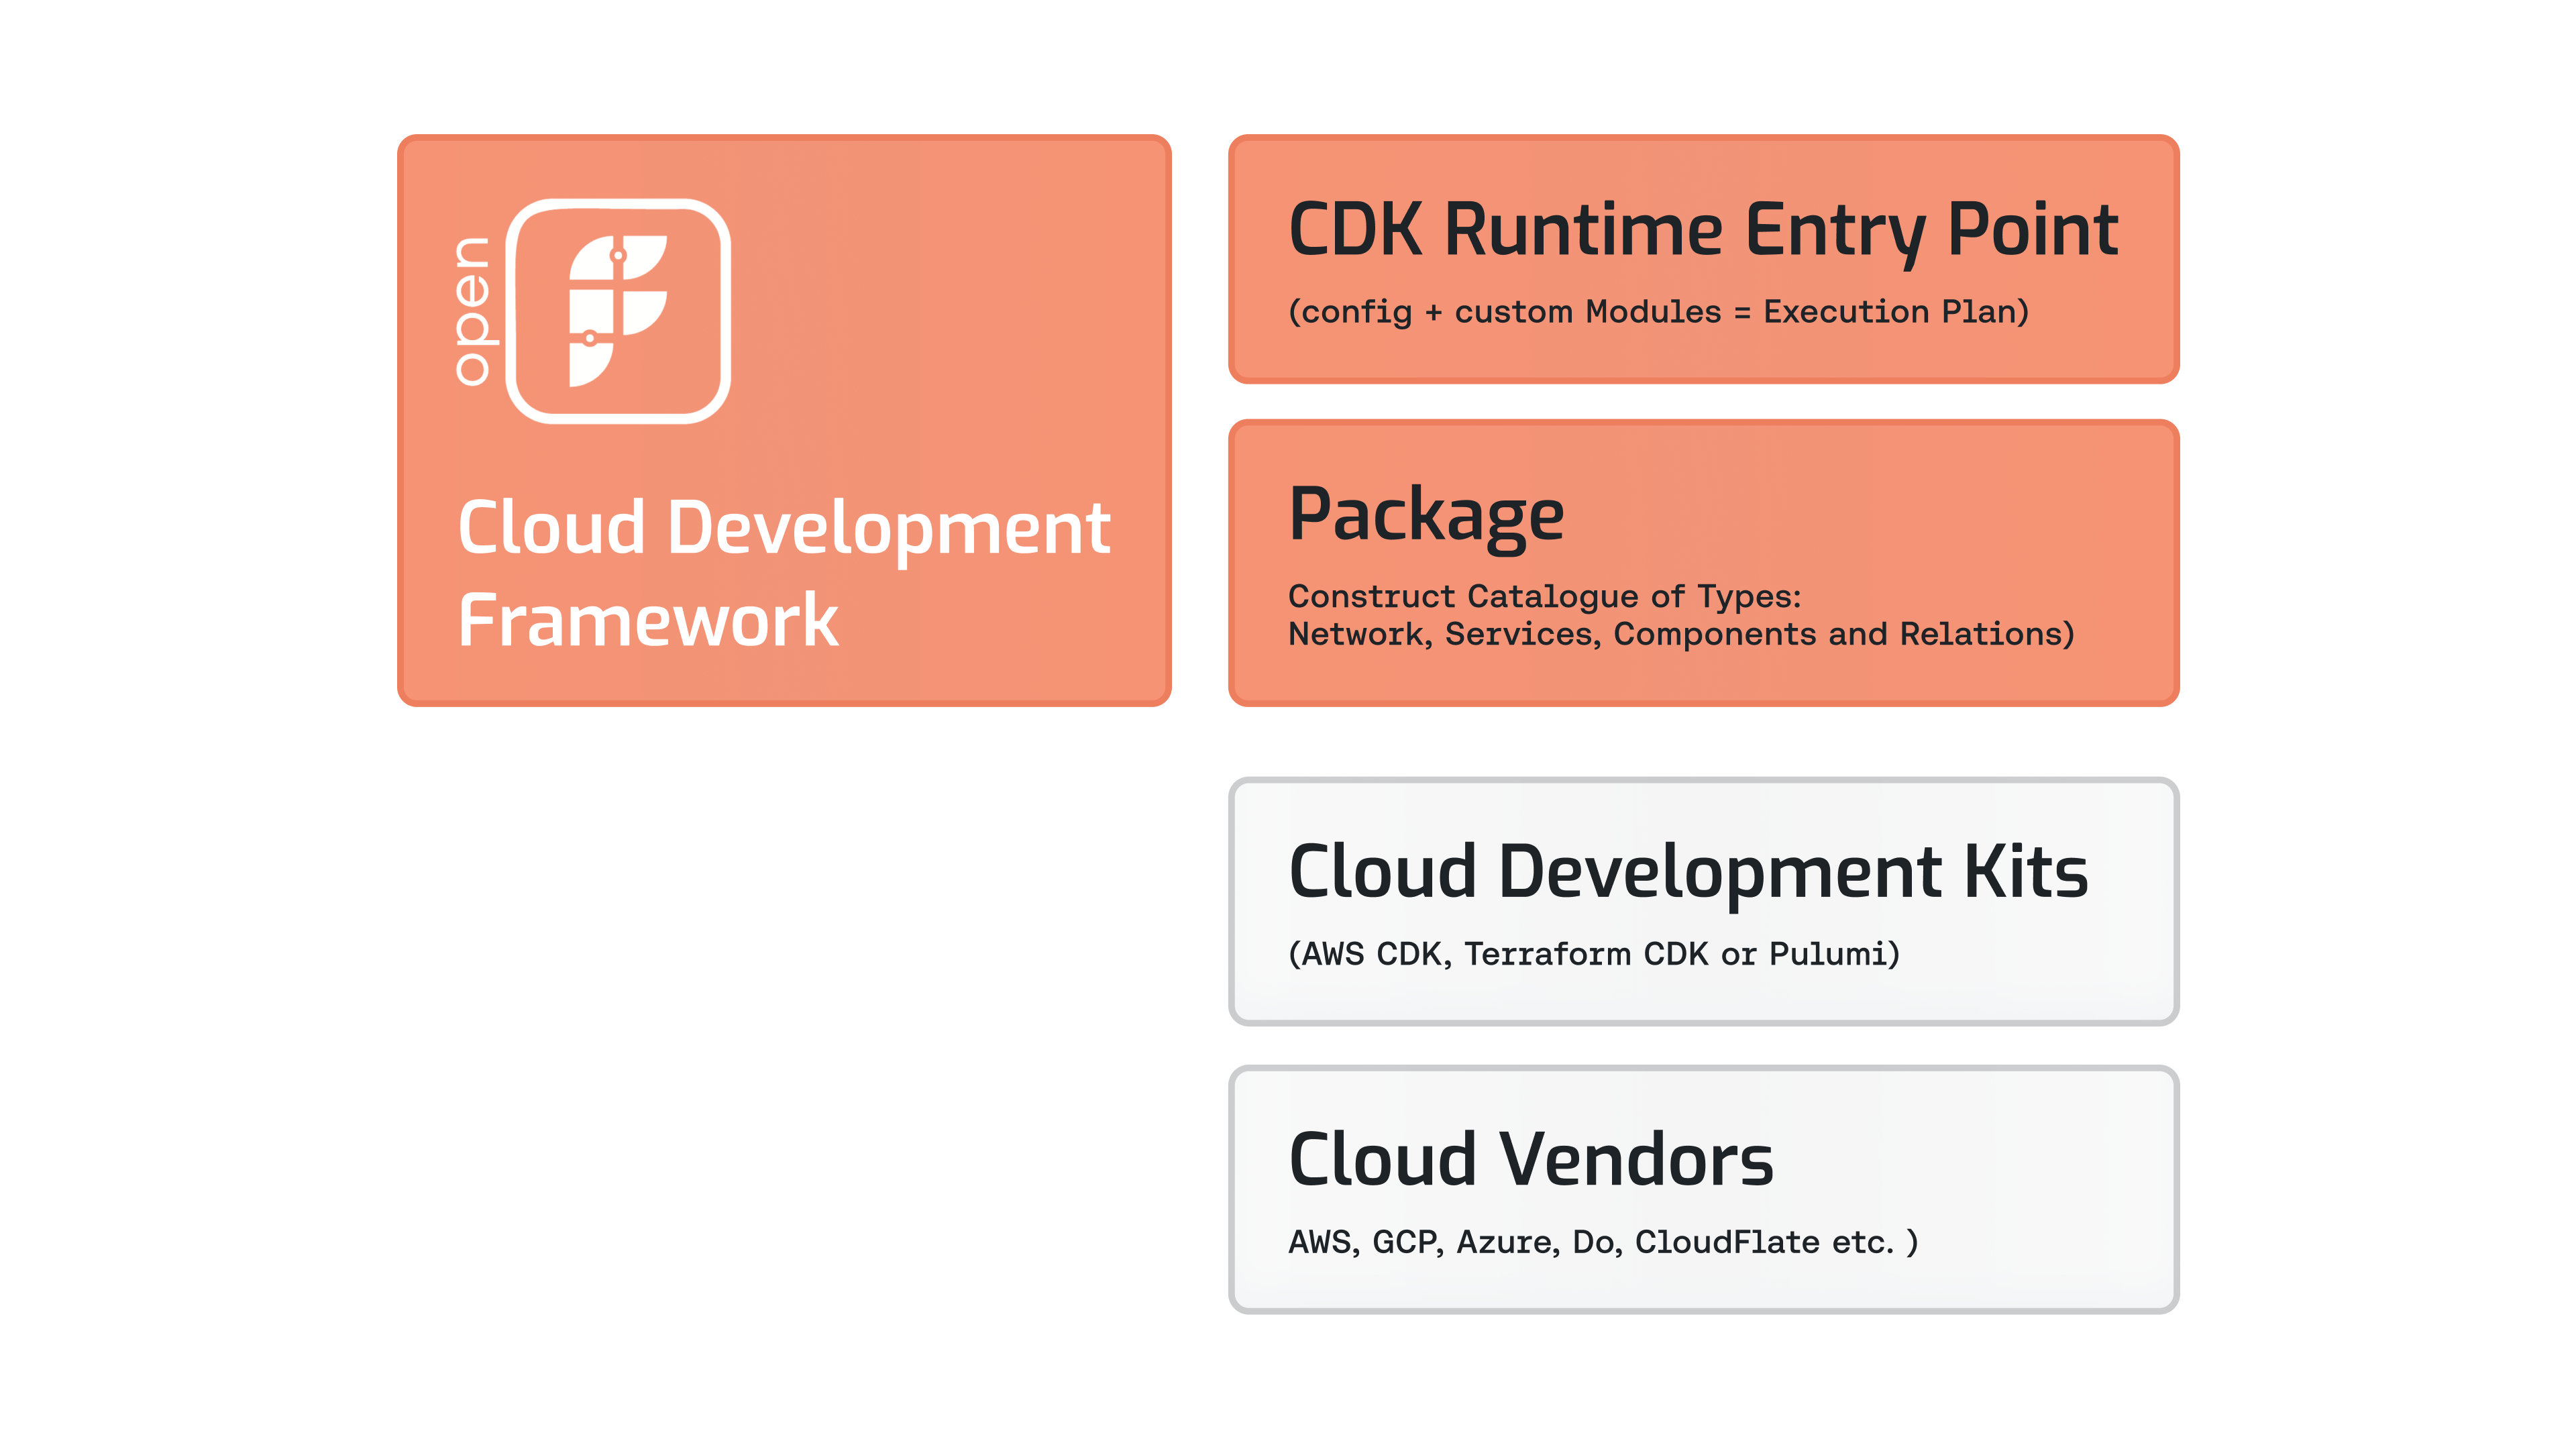 open
Cloud Development
Framework
CDK Runtime Entry Point
(config + custom Modules = Execution Plan)
Package
Construct Catalogue of Types:
Network, Services, Components and Relations)
Cloud Development Kits
(AWS CDK, Terraform CDK or Pulumi)
Cloud Vendors
AWS, GCP, Azure, Do, CloudFlate etc. )